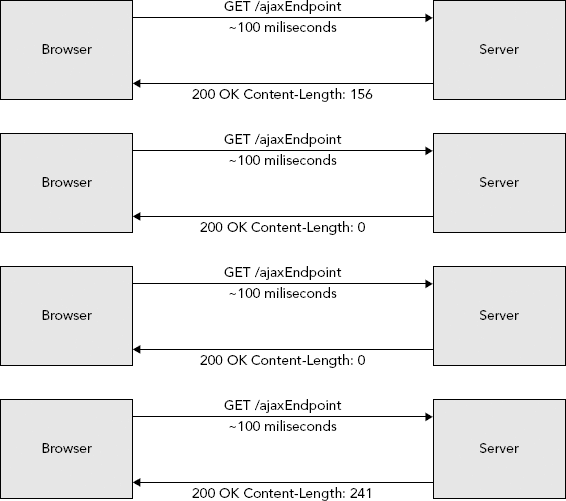 GET /ajaxEndpoint
Browser
~100 miliseconds
Server
200 OK Content-Length: 156
GET /ajaxEndpoint
~100 miliseconds
Browser
Server
200 OK Content-Length: 0
GET /ajaxEndpoint
~100 miliseconds
Browser
Server
200 OK Content-Length: 0
GET /ajaxEndpoint
~100 miliseconds
Browser
Server
200 OK Content-Length: 241